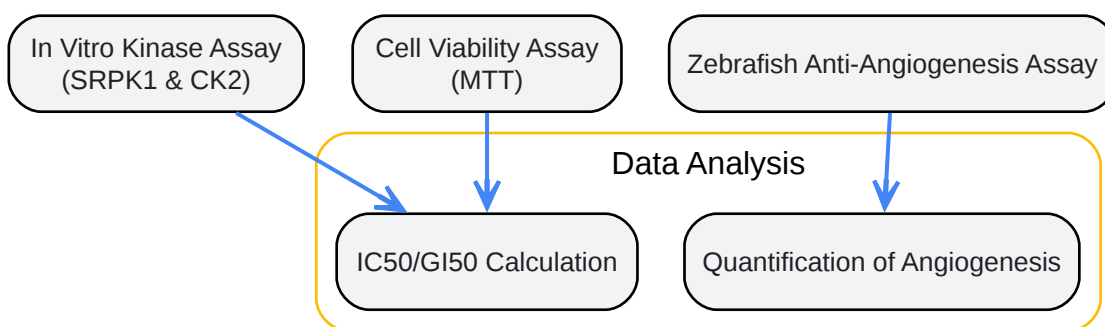 In Vitro Kinase Assay
(SRPK1 & CK2)
Cell Viability Assay
(MTT)
Zebrafish Anti-Angiogenesis Assay
Data Analysis
IC50/GI50 Calculation
Quantification of Angiogenesis